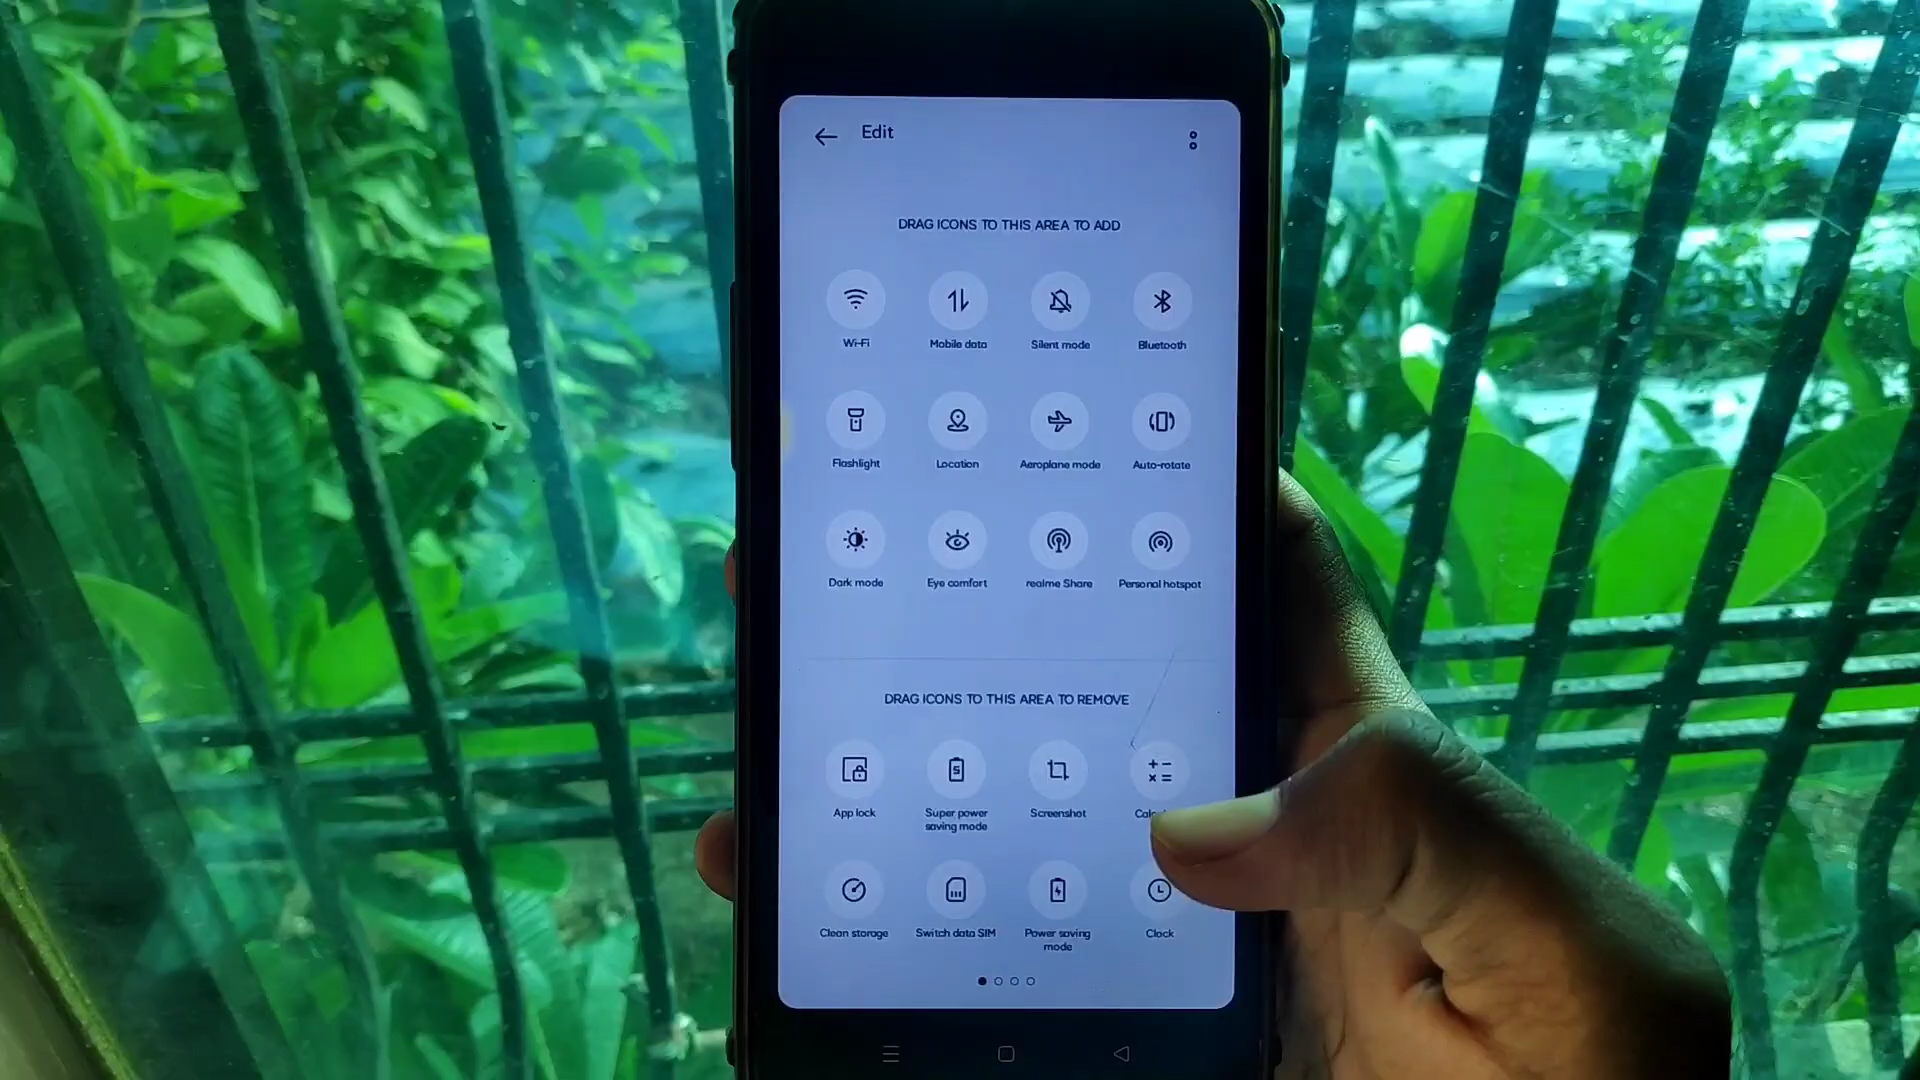 Edit
DRAG ICONS TO THIS AREA TO ADD
Wi-Fi
Mobile data
Silent mode
Bluetooth
Flashlight
Location
Aeroplane mode
Auto-rotate
Dark mode
Eye comfort
realme Share
Personal hotspot
DRAG ICONS TO THIS AREA TO REMOVE
App lock
Super power
saving mode
Screenshot
Clean storage
Switch data SIM
Power saving
mode
Clock